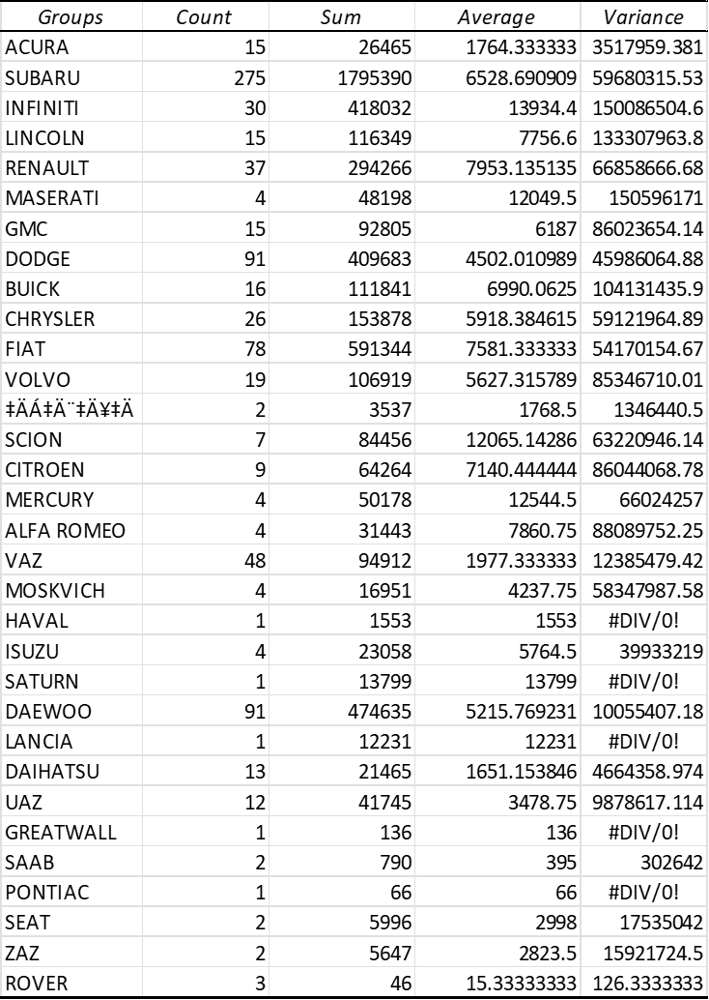 Groups Count Sum Average Variance
ACURA 15 26465 1764.333333 3517959.381
SUBARU 275 1795390 6528.690909 59680315.53
INFINITI 30 418032 13934.4 150086504.6
LINCOLN 15 116349 7756.6 133307963.8
RENAULT 37 294266 7953.135135 66858666.68
MASERATI 4 48198 12049.5 150596171
GMC 15 92805 6187 86023654.14
DODGE 91 409683 4502.010989 45986064.88
BUICK 16 111841 6990.0625 104131435.9
CHRYSLER 26 153878 5918.384615 59121964.89
FIAT 78 591344 7581.333333 54170154.67
VOLVO 19 106919 5627.315789 85346710.01
‡ÄÁ‡Ä¨‡Ä¥‡Ä 2 3537 1768.5 1346440.5
SCION 7 84456 12065.14286 63220946.14
CITROEN 9 64264 7140.444444 86044068.78
MERCURY 4 50178 12544.5 66024257
ALFA ROMEO 4 31443 7860.75 88089752.25
VAZ 48 94912 1977.333333 12385479.42
MOSKVICH 4 16951 4237.75 58347987.58
HAVAL 1 1553 1553 #DIV/0!
ISUZU 4 23058 5764.5 39933219
SATURN 1 13799 13799 #DIV/0!
DAEWOO 91 474635 5215.769231 10055407.18
LANCIA 1 12231 12231 #DIV/0!
DAIHATSU 13 21465 1651.153846 4664358.974
UAZ 12 41745 3478.75 9878617.114
GREATWALL 1 136 136 #DIV/0!
SAAB 2 790 395 302642
PONTIAC 1 66 66 #DIV/0!
SEAT 2 5996 2998 17535042
ZAZ 2 5647 2823.5 15921724.5
ROVER 3 46 15.33333333 126.3333333